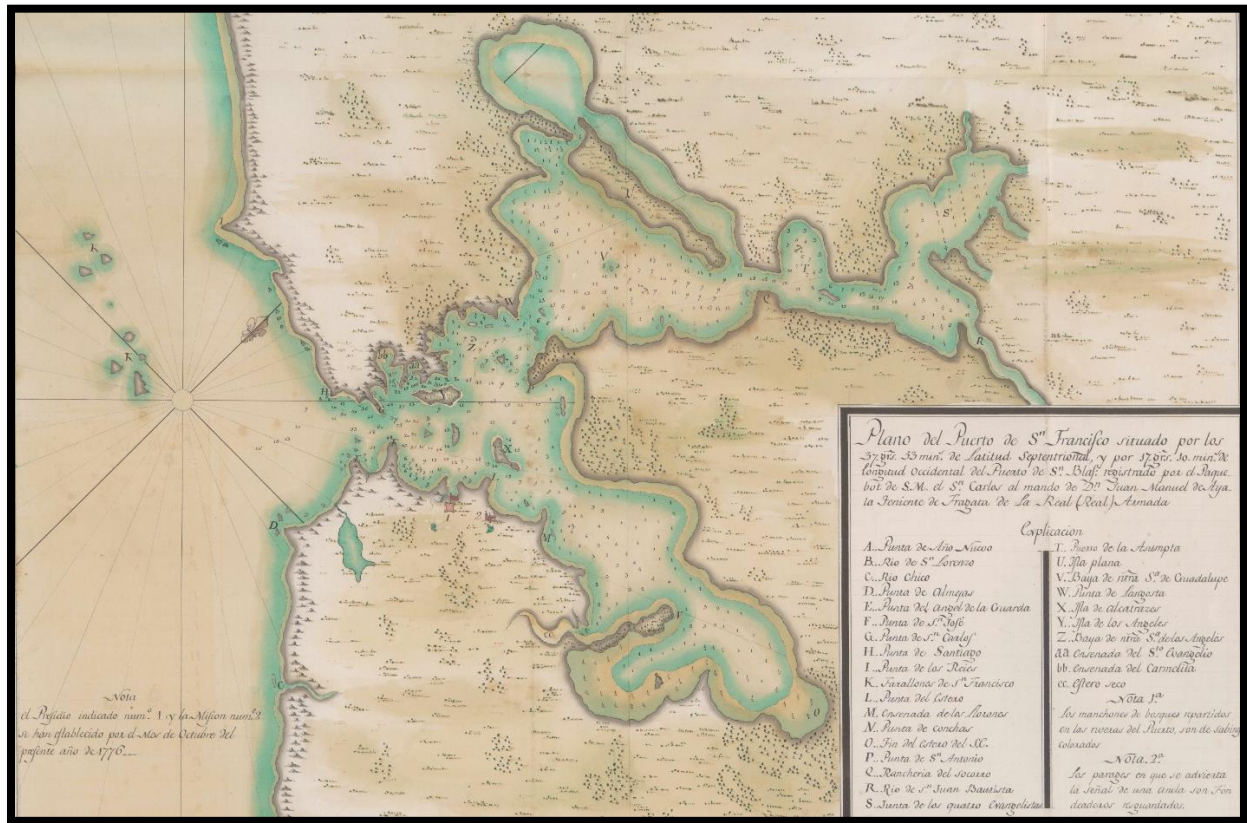 Plano del Puerto de Sn Francisco situado por los
37 grs. 53 min.s de Latitud Septentrional, y por 17 grs. 10 min.s de
longitud occidental del Puerto de Sn. Blas: registrado por el Paque
bot de S.M. el Sn Carlos al mando de Dn Juan Manuel de Aya
la Teniente de Fragata de La Real (Real) Armada
Explicacion
A.. Punta de Año Nuevo
B.. Rio de Sn Lorenzo
C.. Rio Chico
D.. Punta de Almejas
E.. Punta del Angel de la Guarda
F.. Punta de Sn José
G.. Punta de Sn Carlos
H.. Punta de Santiago
I.. Punta de los Reies
K.. Farallones de Sn Francisco
L.. Punta del Estero
M.. Ensenada de los llorones
N.. Punta de conchas
O.. Fin del estero del
P.. Punta de Sn Antonio
Q.. Rancheria del socorro
R.. Rio de Sn Juan Bautista
S.. Junta de los quatro Evangelistas
T.. Puerto de la Asumpta
U.. Isla plana
V.. Baya de ntra Sa de Guadalupe
W.. Punta de Langosta
X.. Isla de Alcatrazes
Y.. Isla de los Angeles
Z.. Baya de ntra Sa de los Angeles
aa Ensenada del Sto Evangelio
bb. Ensenada del Carmelita
cc. Estero seco
Nota 1a
los manchones de bosques repartidos
en las riveras del Puerto, son de sabing
colorados
Nota. 2a
los parages en que se advierta
la señal de una ancla son Fon
deaderos resguardados.
Nota
el Presidio indicado num.o 1 y la Mision num.o 2
se han establecido por el Mes de Octubre del
presente año de 1776